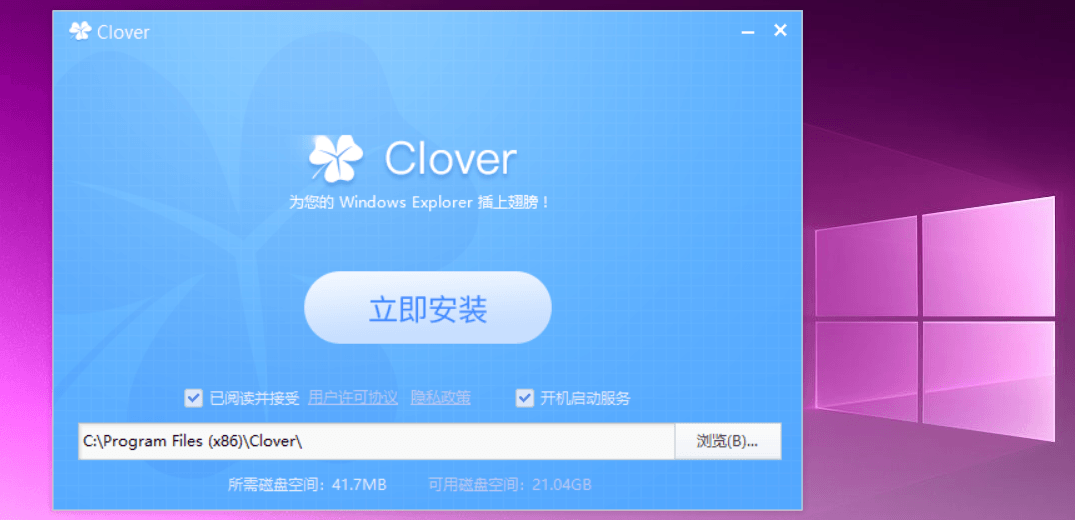 Clover
Clover
为您的 Windows Explorer 插上翅膀！
立即安装
已阅读并接受 用户许可协议 隐私政策 开机启动服务
C:\Program Files (x86)\Clover\ 浏览(B)...
所需磁盘空间：41.7MB 可用磁盘空间：21.04GB